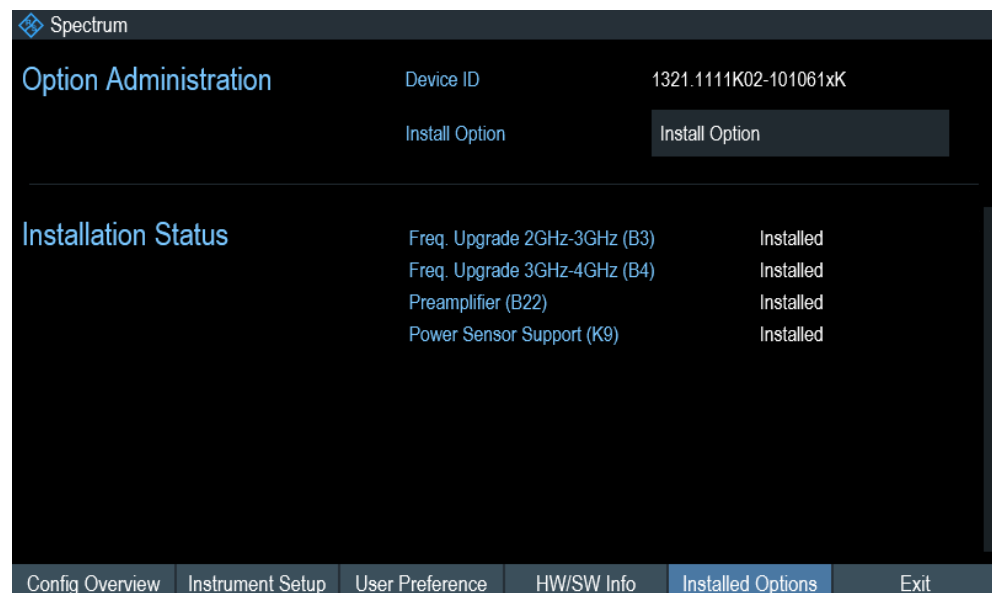 Spectrum
Option Administration
Device ID 1321.1111K02-101061xK
Install Option Install Option
Installation Status
Freq. Upgrade 2GHz-3GHz (B3) Installed
Freq. Upgrade 3GHz-4GHz (B4) Installed
Preamplifier (B22) Installed
Power Sensor Support (K9) Installed
Config Overview Instrument Setup User Preference HW/SW Info Installed Options Exit